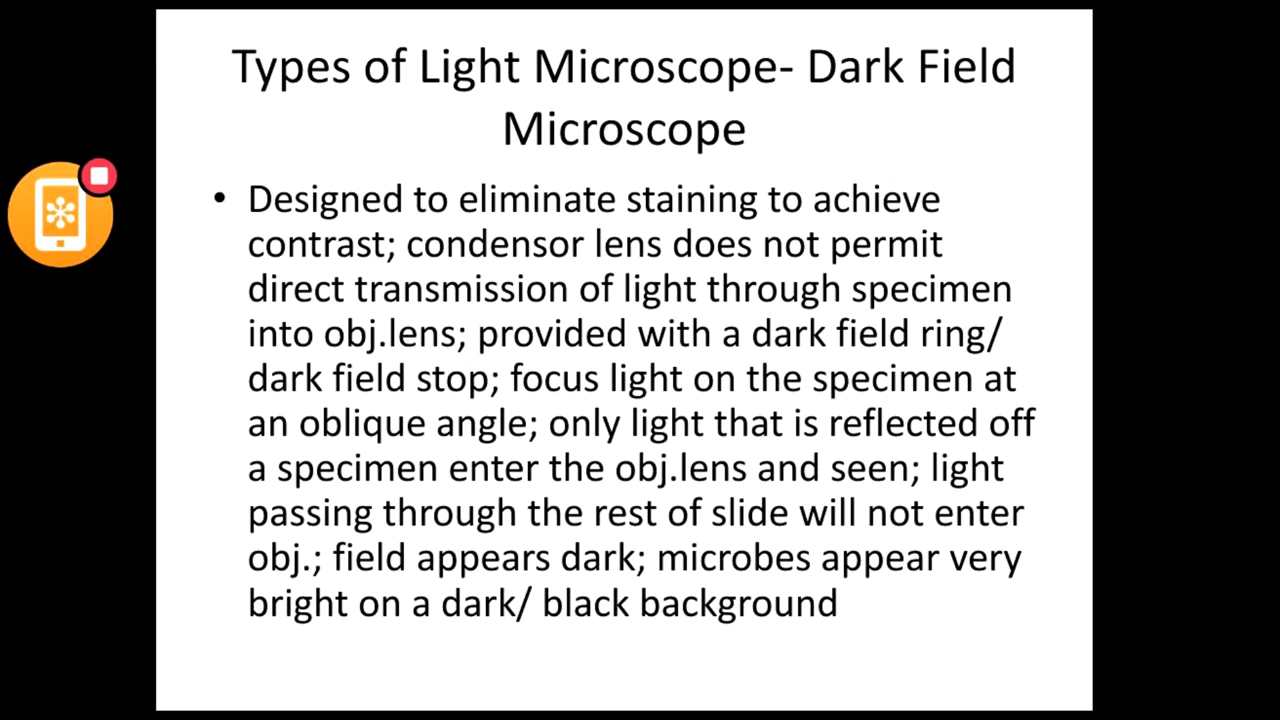 Types of Light Microscope- Dark Field
Microscope
• Designed to eliminate staining to achieve
contrast; condensor lens does not permit
direct transmission of light through specimen
into obj.lens; provided with a dark field ring/
dark field stop; focus light on the specimen at
an oblique angle; only light that is reflected off
a specimen enter the obj.lens and seen; light
passing through the rest of slide will not enter
obj.; field appears dark; microbes appear very
bright on a dark/ black background